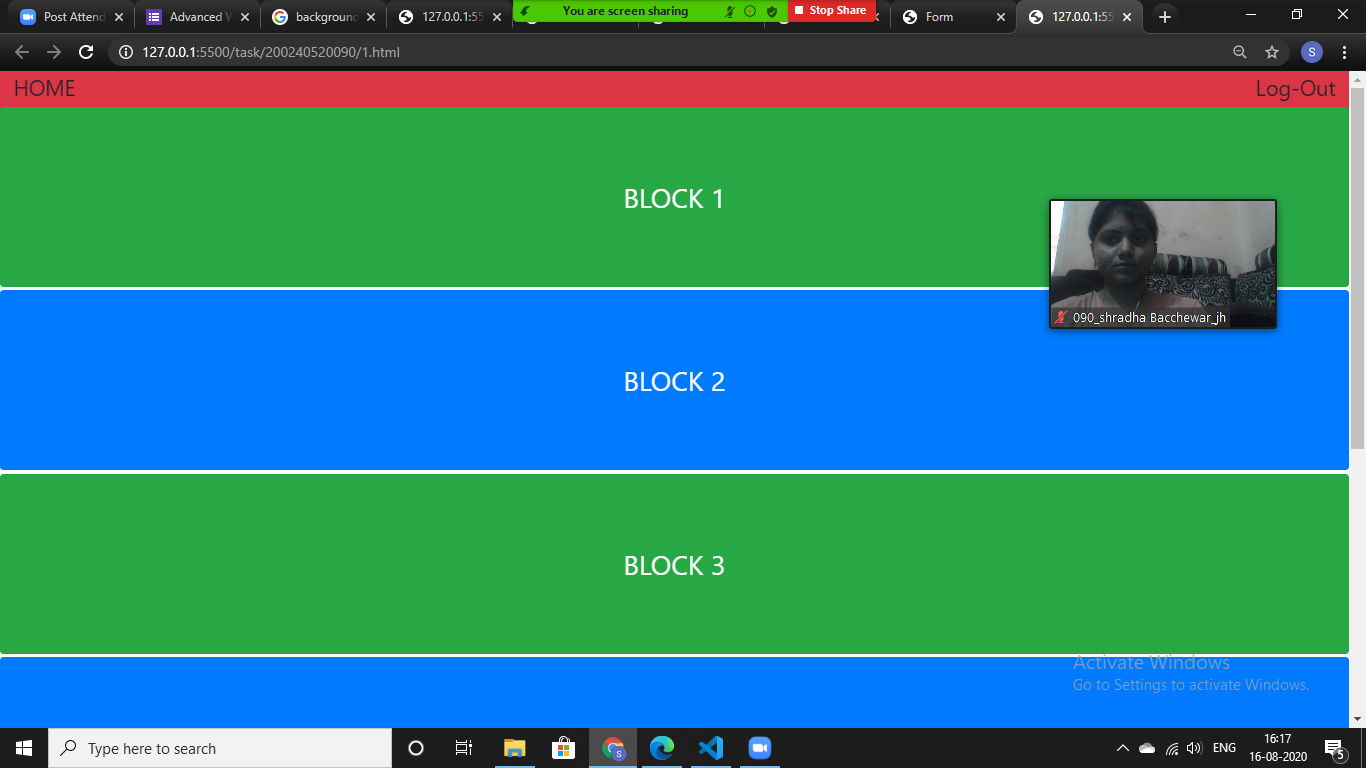 Post Attend
Advanced V
background
127.0.0.1:55
You are screen sharing
Stop Share
Form
127.0.0.1:55
127.0.0.1:5500/task/200240520090/1.html
S
HOME
Log-Out
BLOCK 1
090_shradha Bacchewar_jh
BLOCK 2
BLOCK 3
Activate Windows
Go to Settings to activate Windows.
Type here to search
S
ENG
16:17
16-08-2020
5